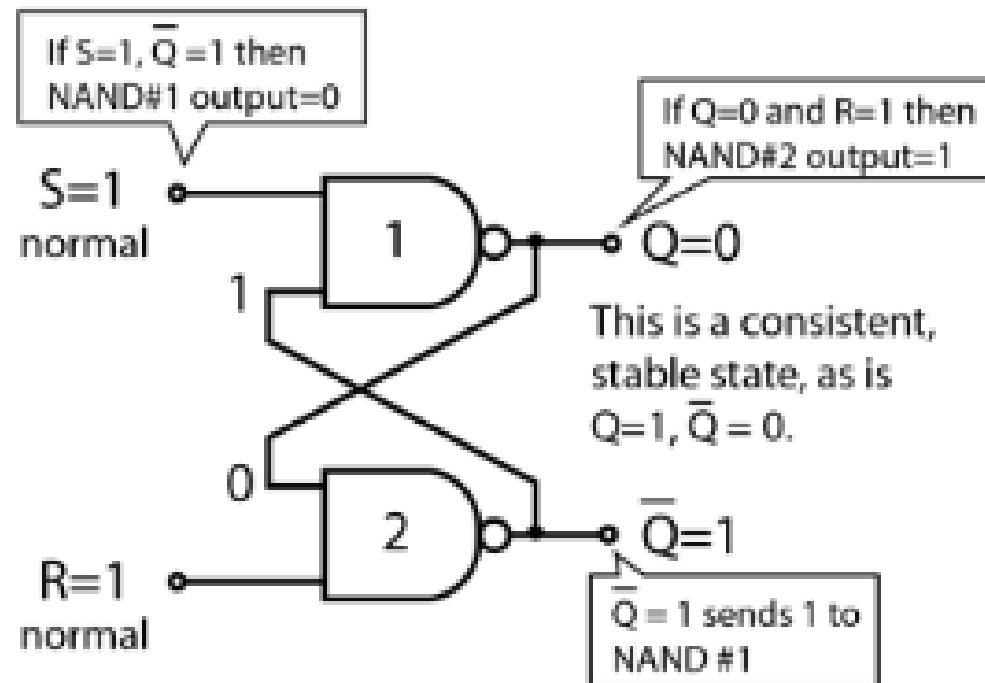 If S=1, Q̅ =1 then
NAND#1 output=0
If Q=0 and R=1 then
NAND#2 output=1
S=1
normal
1
Q=0
1
This is a consistent,
stable state, as is
Q=1, Q̅ = 0.
0
2
Q̅=1
R=1
normal
Q̅ = 1 sends 1 to
NAND #1